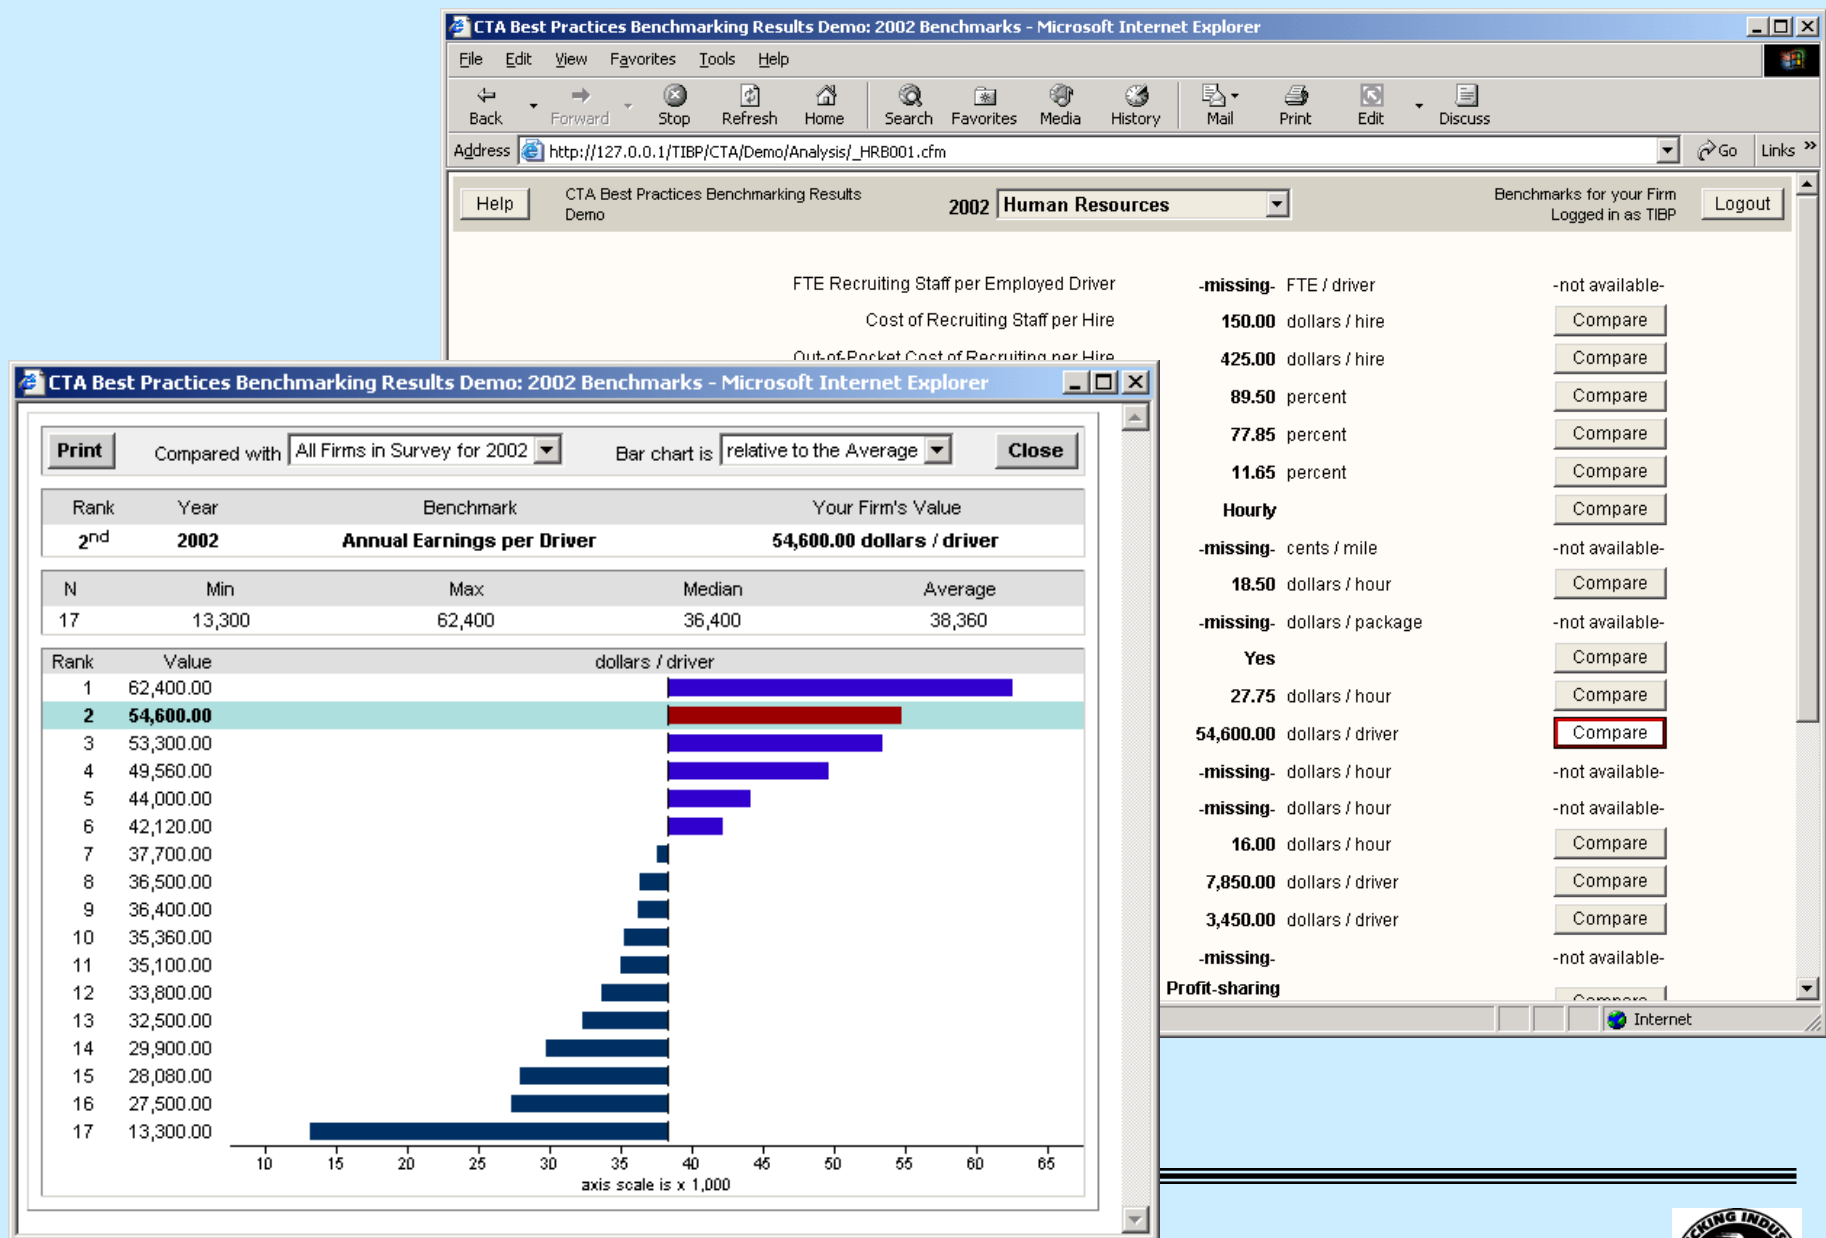 CTA Best Practices Benchmarking Results Demo: 2002 Benchmarks - Microsoft Internet Explorer
File Edit View Favorites Tools Help
Back Forward Stop Refresh Home Search Favorites Media History Mail Print Edit Discuss
Address http://127.0.0.1/TIBP/CTA/Demo/Analysis/_HRB001.cfm Go Links »
Help CTA Best Practices Benchmarking Results Demo 2002 Human Resources Benchmarks for your Firm Logged in as TIBP Logout
FTE Recruiting Staff per Employed Driver -missing- FTE / driver -not available-
Cost of Recruiting Staff per Hire 150.00 dollars / hire Compare
Out-of-Pocket Cost of Recruiting per Hire 425.00 dollars / hire Compare
89.50 percent Compare
77.85 percent Compare
11.65 percent Compare
Hourly Compare
-missing- cents / mile -not available-
18.50 dollars / hour Compare
-missing- dollars / package -not available-
Yes Compare
27.75 dollars / hour Compare
54,600.00 dollars / driver Compare
-missing- dollars / hour -not available-
-missing- dollars / hour -not available-
16.00 dollars / hour Compare
7,850.00 dollars / driver Compare
3,450.00 dollars / driver Compare
-missing- -not available-
Profit-sharing Compare
Internet
CTA Best Practices Benchmarking Results Demo: 2002 Benchmarks - Microsoft Internet Explorer
Print Compared with All Firms in Survey for 2002 Bar chart is relative to the Average Close
Rank Year Benchmark Your Firm's Value
2nd 2002 Annual Earnings per Driver 54,600.00 dollars / driver
N Min Max Median Average
17 13,300 62,400 36,400 38,360
Rank Value dollars / driver
1 62,400.00
2 54,600.00
3 53,300.00
4 49,560.00
5 44,000.00
6 42,120.00
7 37,700.00
8 36,500.00
9 36,400.00
10 35,360.00
11 35,100.00
12 33,800.00
13 32,500.00
14 29,900.00
15 28,080.00
16 27,500.00
17 13,300.00
10 15 20 25 30 35 40 45 50 55 60 65
axis scale is x 1,000